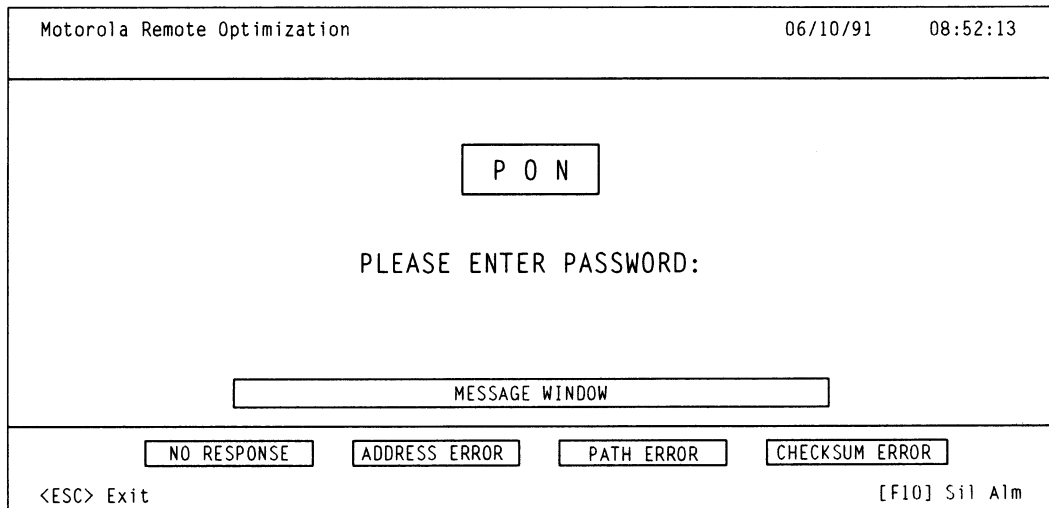 Motorola Remote Optimization 06/10/91 08:52:13
P O N
PLEASE ENTER PASSWORD:
MESSAGE WINDOW
NO RESPONSE ADDRESS ERROR PATH ERROR CHECKSUM ERROR
<ESC> Exit [F10] Sil Alm